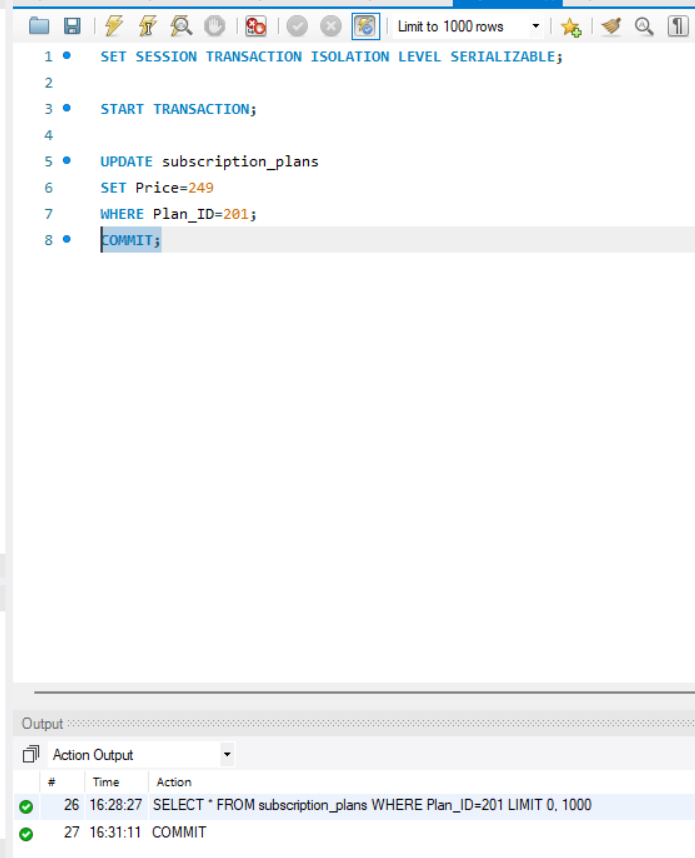 Limit to 1000 rows
1 SET SESSION TRANSACTION ISOLATION LEVEL SERIALIZABLE;
2
3 START TRANSACTION;
4
5 UPDATE subscription_plans
6 SET Price=249
7 WHERE Plan_ID=201;
8 COMMIT;
Output
Action Output
# Time Action
26 16:28:27 SELECT * FROM subscription_plans WHERE Plan_ID=201 LIMIT 0, 1000
27 16:31:11 COMMIT